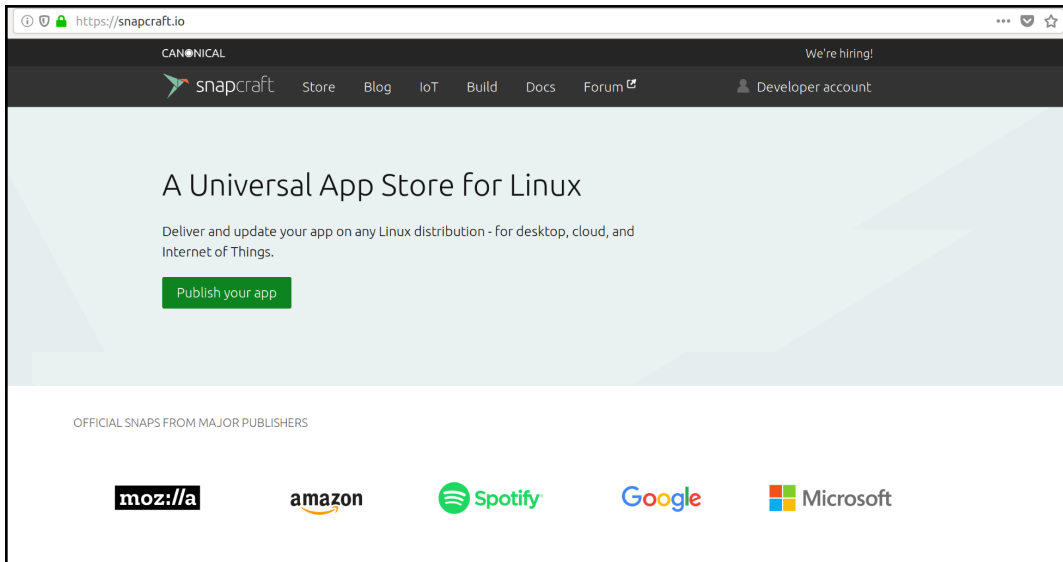 https://snapcraft.io
CANONICAL We're hiring!
snapcraft Store Blog IoT Build Docs Forum Developer account
A Universal App Store for Linux
Deliver and update your app on any Linux distribution - for desktop, cloud, and
Internet of Things.
Publish your app
OFFICIAL SNAPS FROM MAJOR PUBLISHERS
moz://a amazon Spotify Google Microsoft